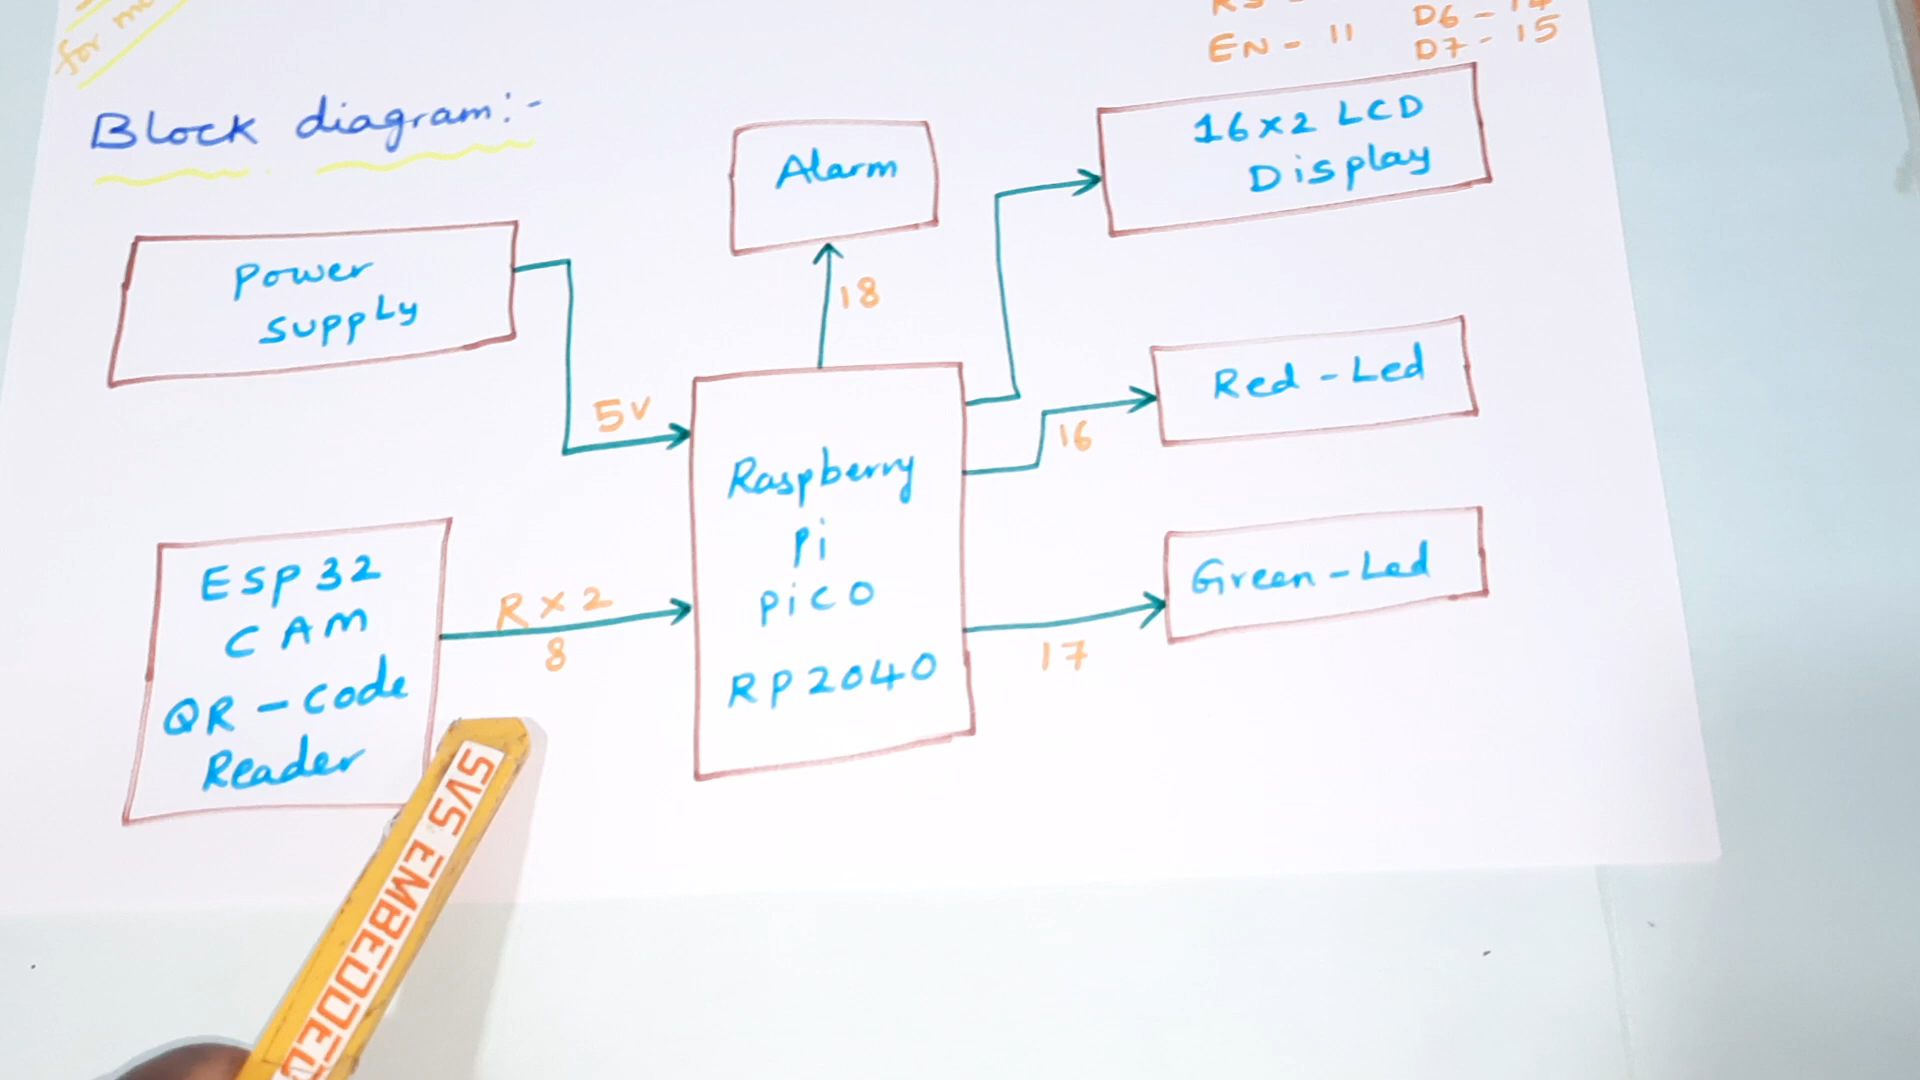 for
EN - 11
D6 - 14
D7 - 15
Block diagram:-
Power
Supply
5V
Alarm
18
16x2 LCD
Display
Red - Led
16
Green - Led
17
Raspberry
Pi
PiCO
RP2040
ESP32
CAM
QR - Code
Reader
RX2
8
SVS EMBEDDED